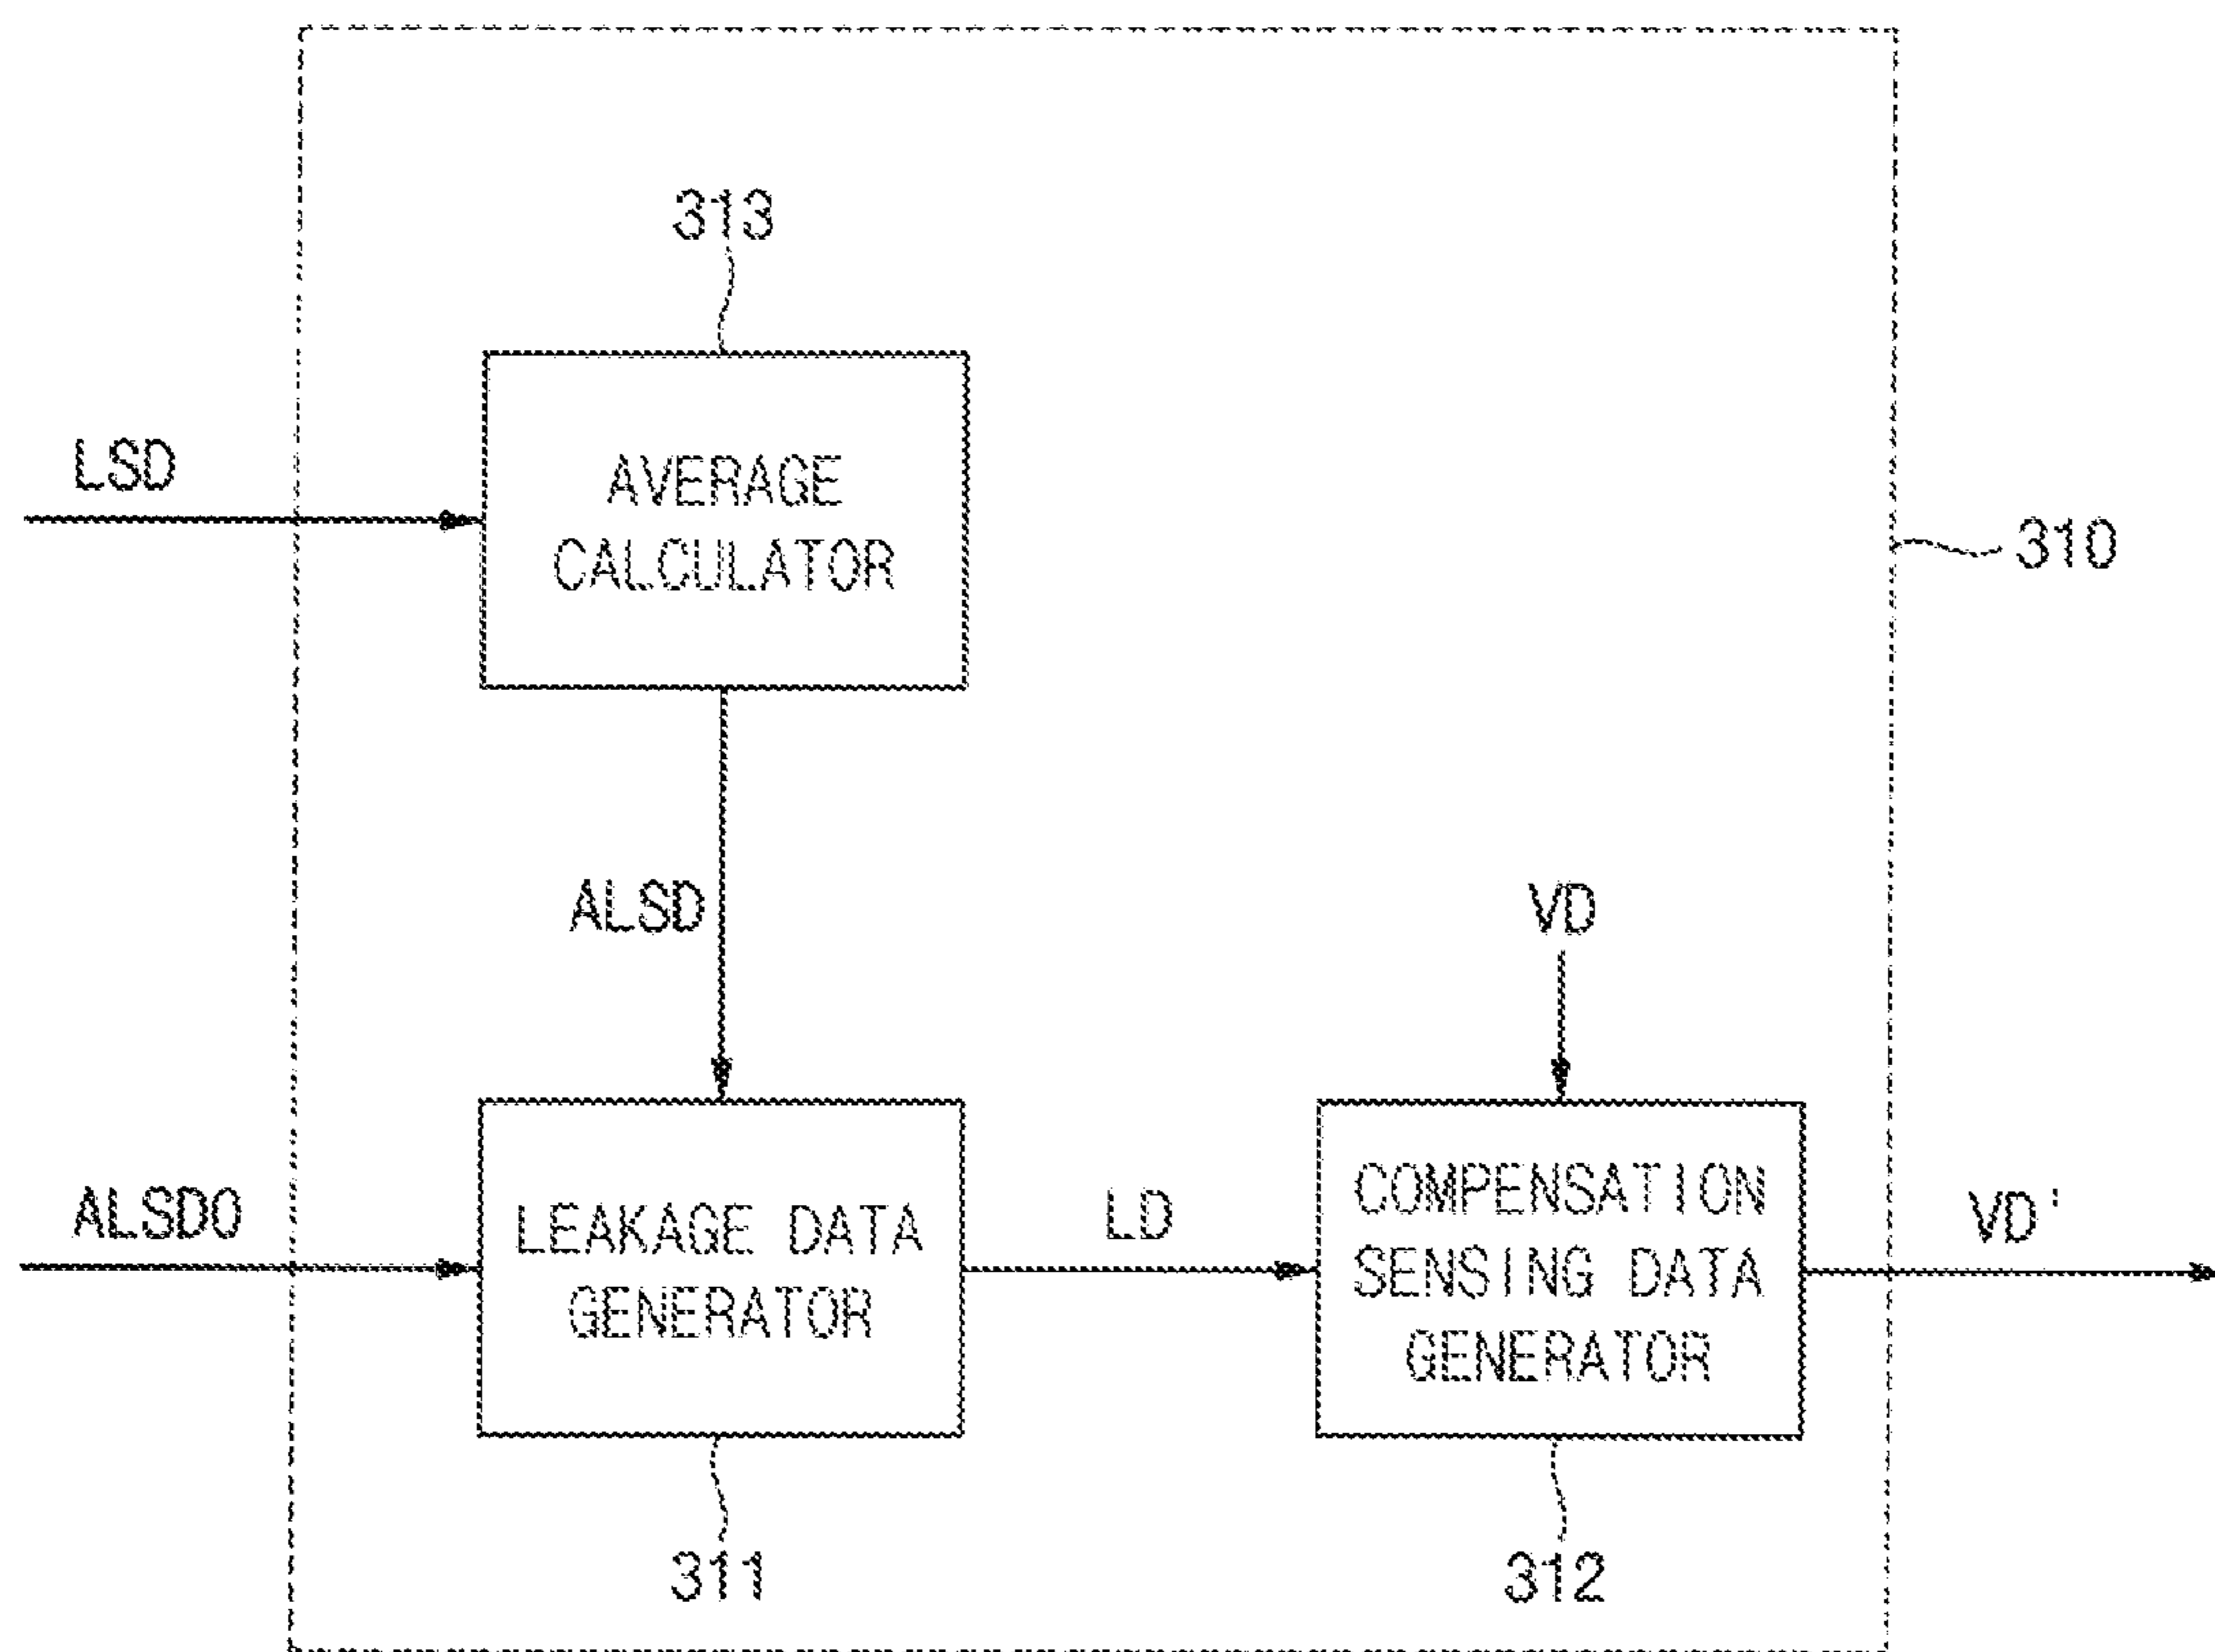 313
LSD
AVERAGE
CALCULATOR
310
ALSD
VD
ALSD0
LEAKAGE DATA
GENERATOR
LD
COMPENSATION
SENSING DATA
GENERATOR
VD'
311
312